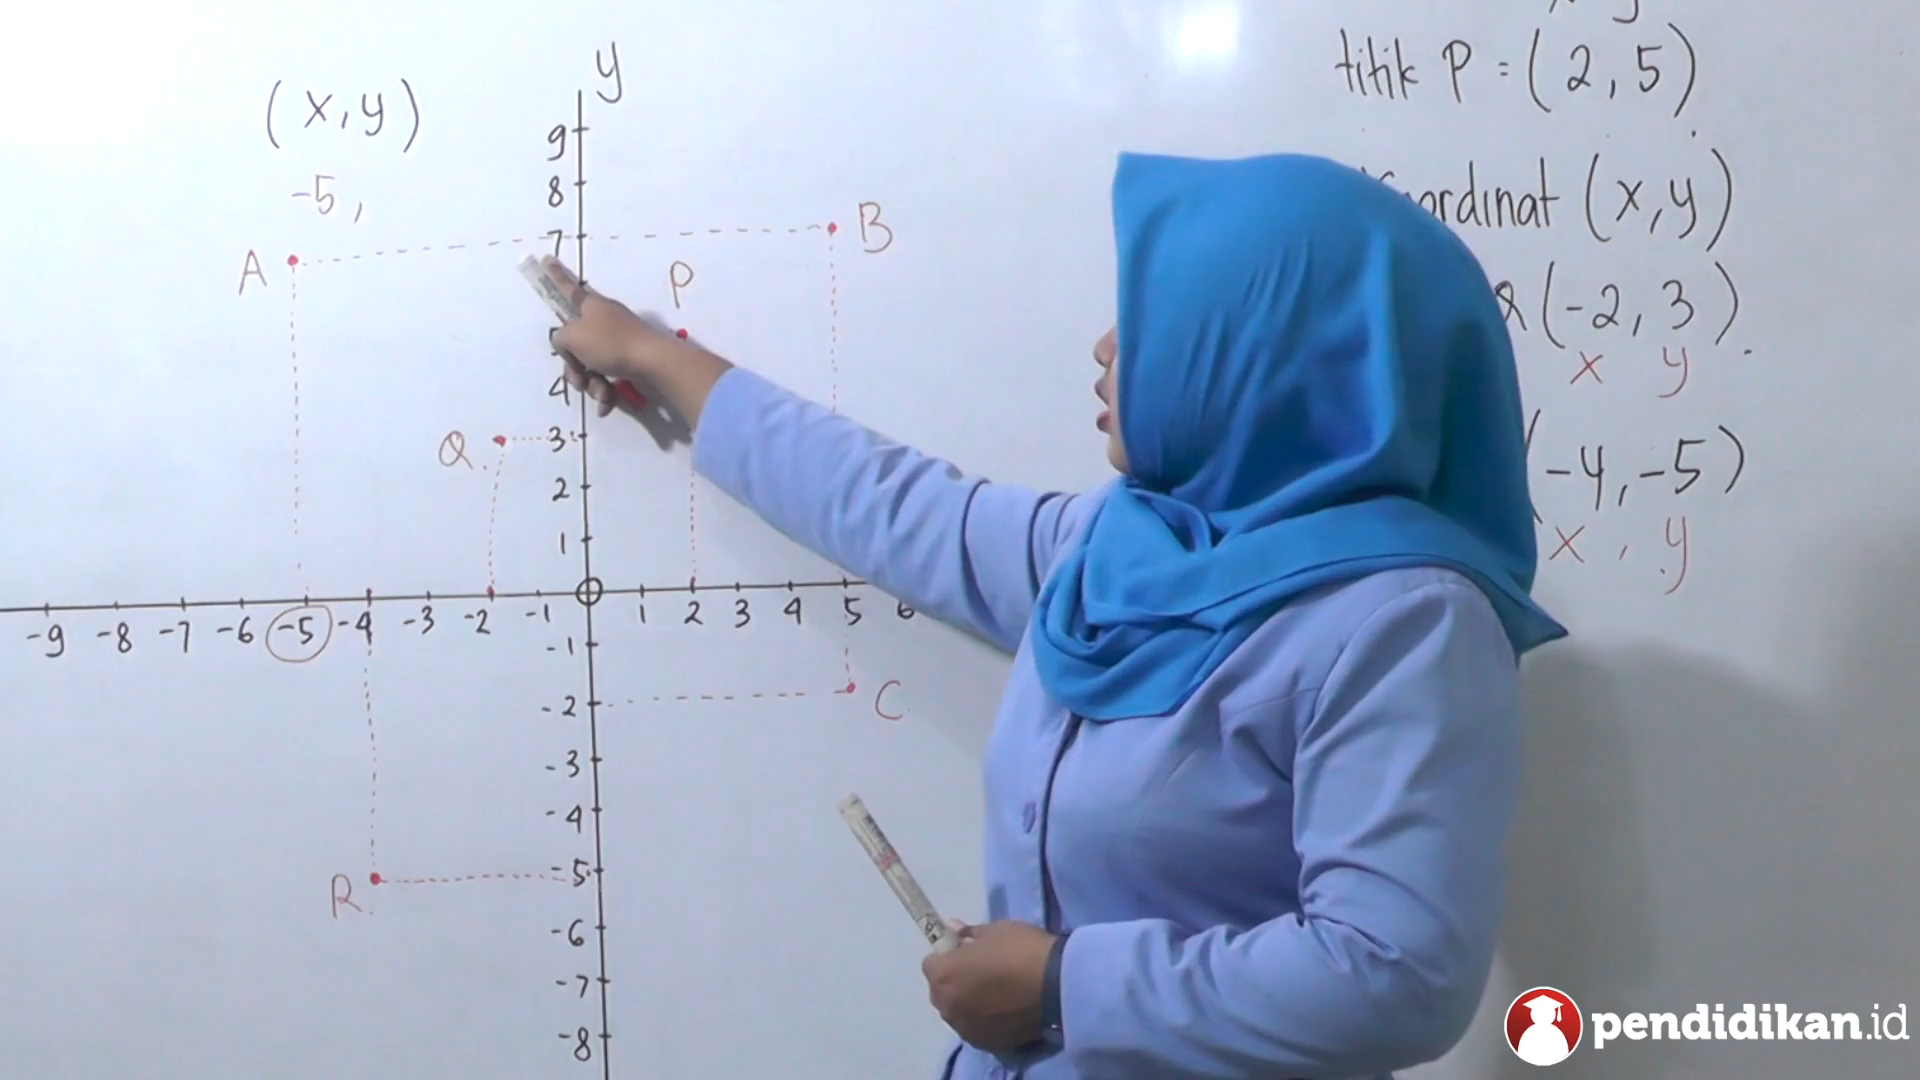 y
(x, y)
-5,
9
8
7
A
B
P
5
4
Q.
3
2
1
-9 -8 -7 -6 -5 -4 -3 -2 -1 1 2 3 4 5 6
-1
-2
C
-3
-4
-5
R.
-6
-7
-8
titik P = (2, 5).
(x, y)
(-2, 3).
x y
(-4, -5)
x , y
pendidikan.id